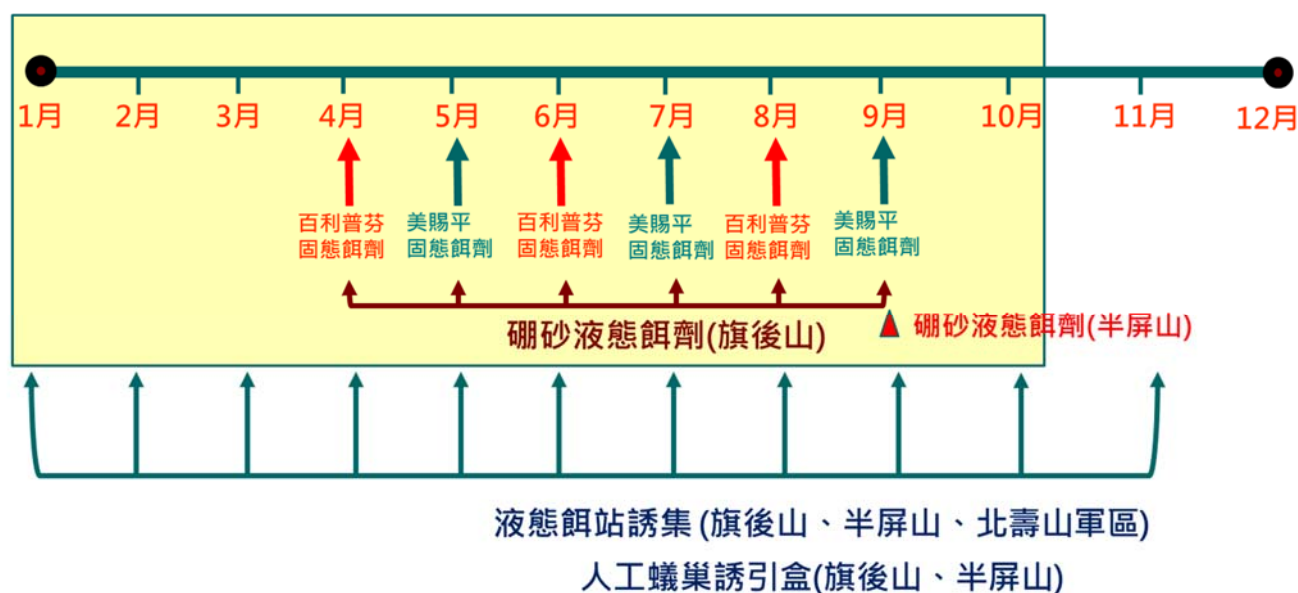 1月 2月 3月 4月 5月 6月 7月 8月 9月 10月 11月 12月
百利普芬 美賜平 百利普芬 美賜平 百利普芬 美賜平
固態餌劑 固態餌劑 固態餌劑 固態餌劑 固態餌劑 固態餌劑
硼砂液態餌劑(旗後山) 硼砂液態餌劑(半屏山)
液態餌站誘集 (旗後山、半屏山、北壽山軍區)
人工蟻巢誘引盒(旗後山、半屏山)